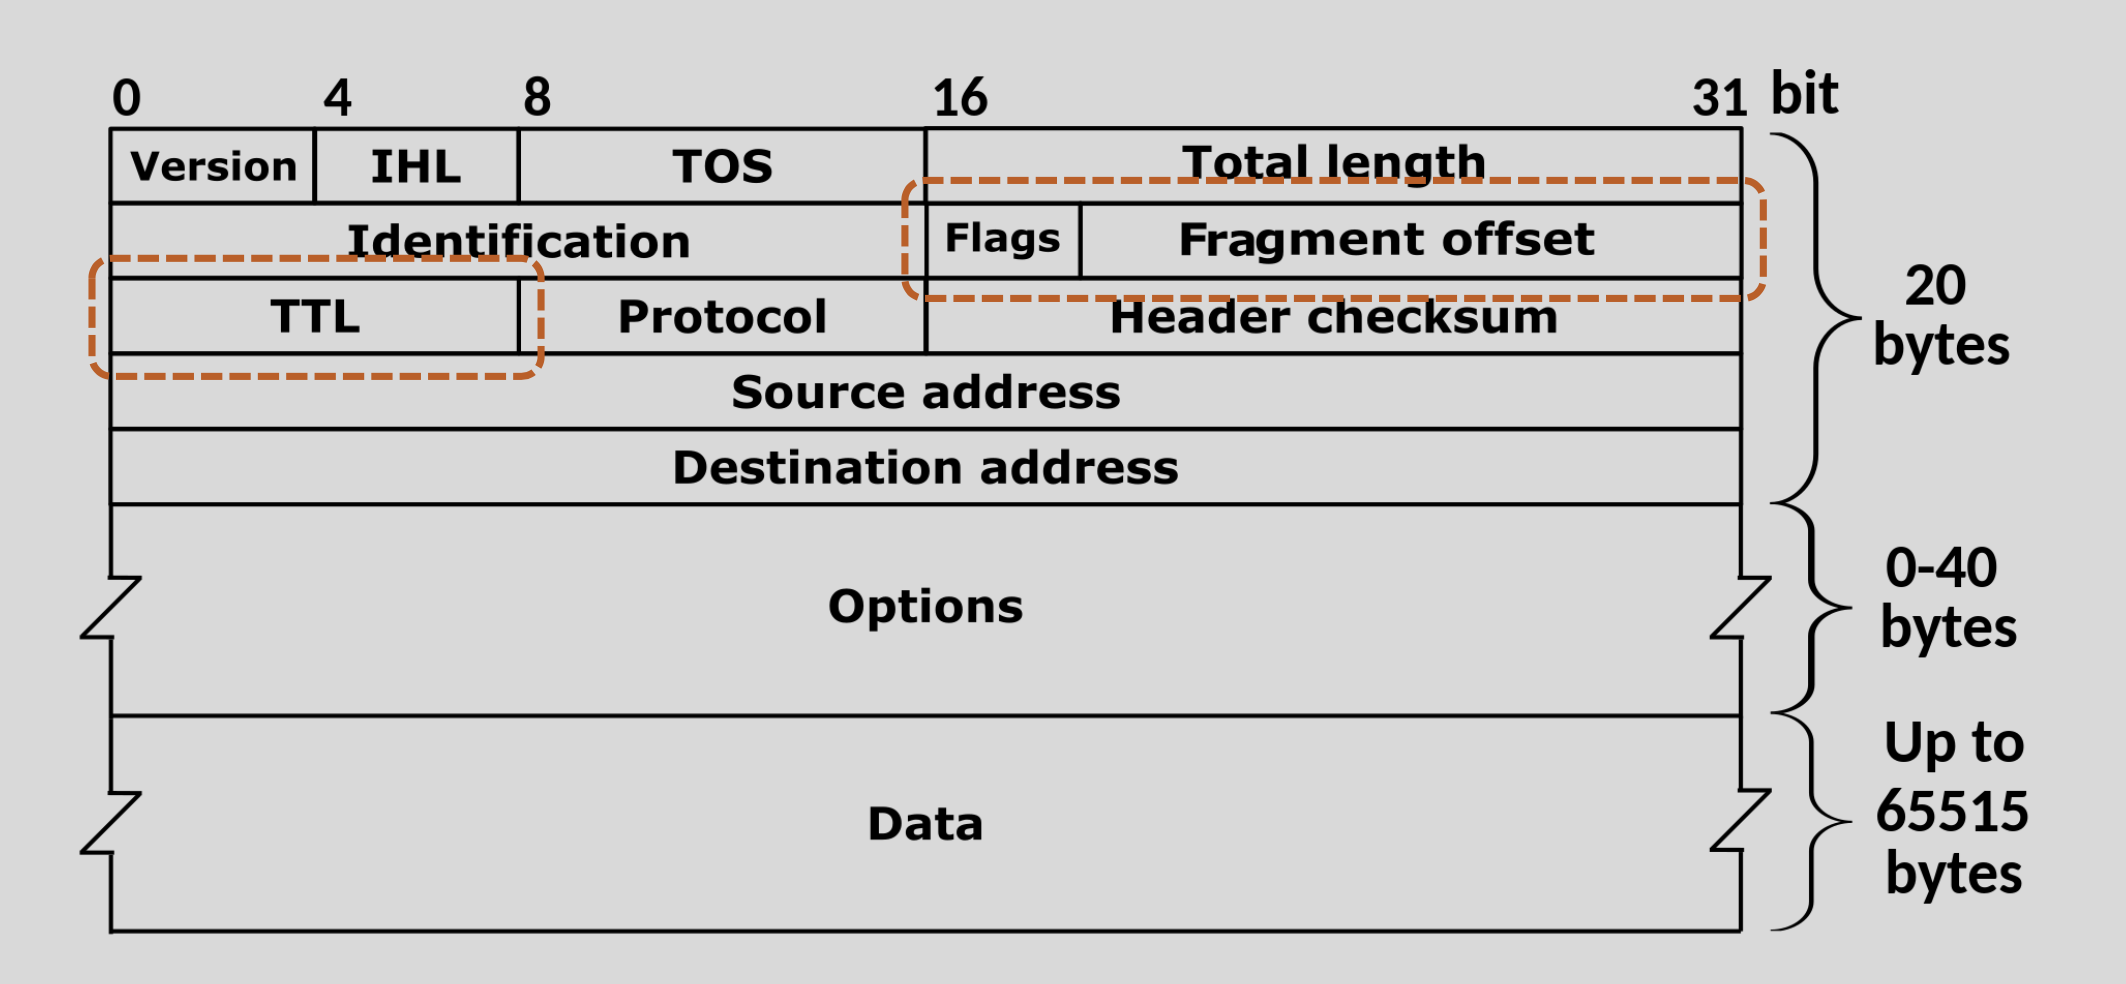 0 4 8 16 31 bit
Version IHL TOS Total length
Identification Flags Fragment offset
TTL Protocol Header checksum
Source address
Destination address
20
bytes
Options
0-40
bytes
Data
Up to
65515
bytes